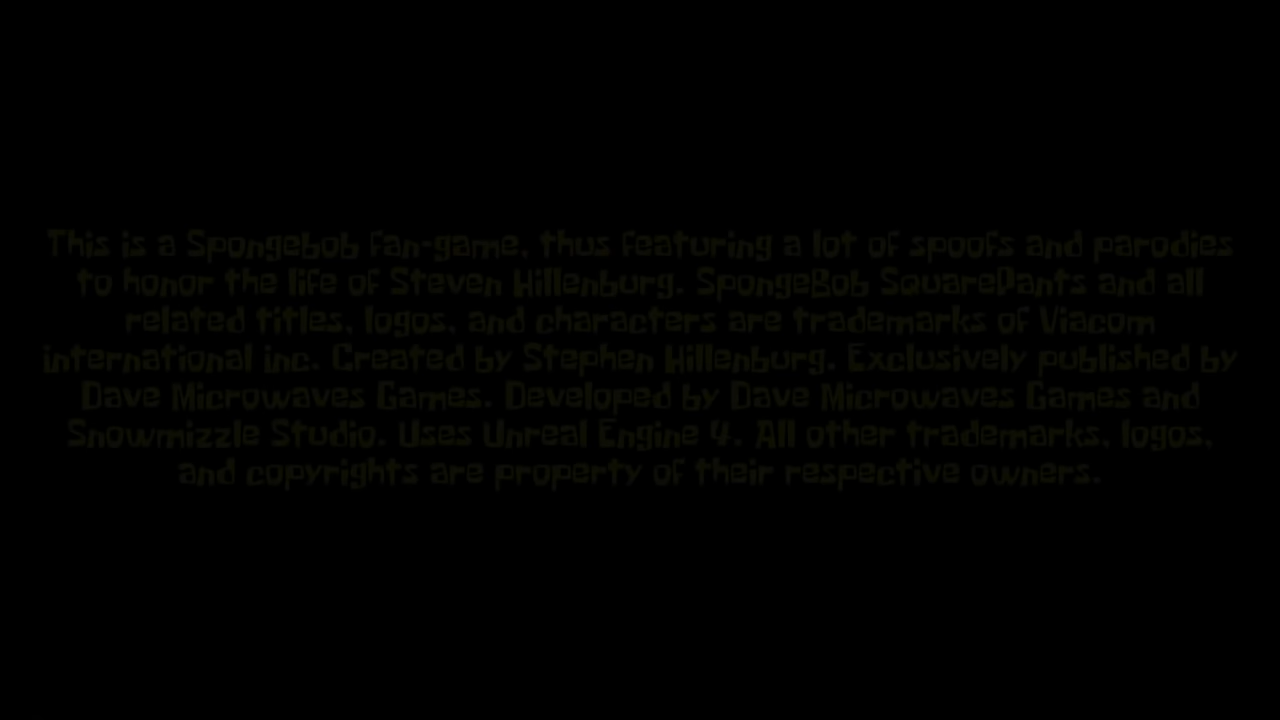 This is a Spongebob fan-game, thus featuring a lot of spoofs and parodies
to honor the life of Steven Hillenburg. SpongeBob SquarePants and all
related titles, logos, and characters are trademarks of Viacom
international inc. Created by Stephen Hillenburg. Exclusively published by
Dave Microwaves Games. Developed by Dave Microwaves Games and
Snowmizzle Studio. Uses Unreal Engine 4. All other trademarks, logos,
and copyrights are property of their respective owners.